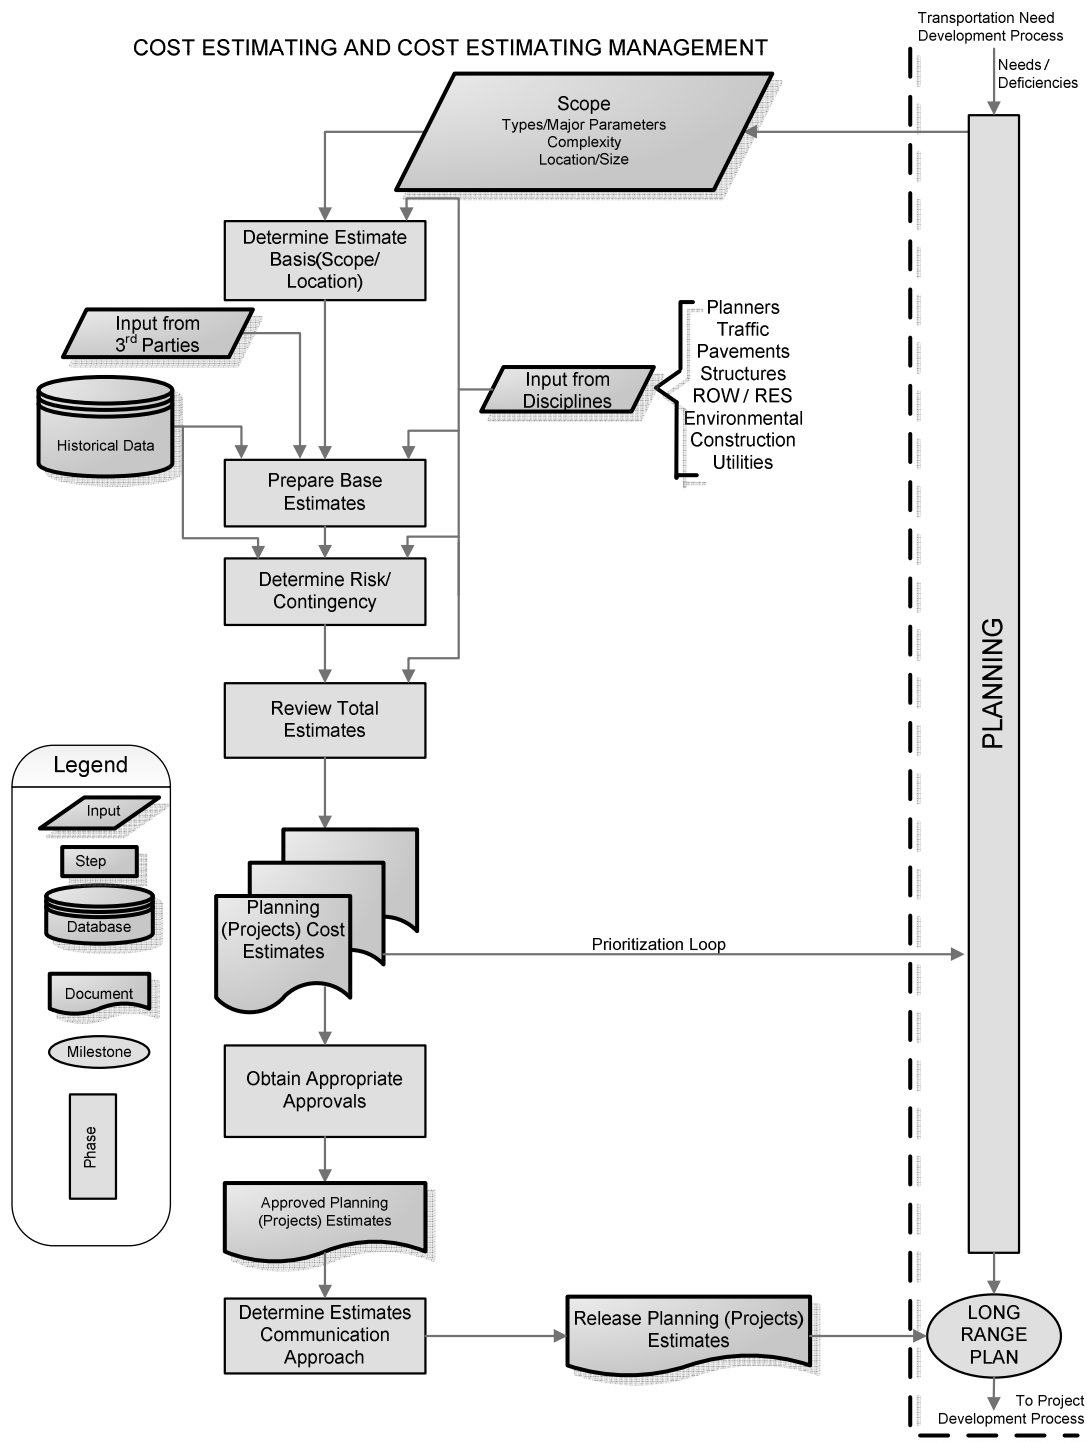 Transportation Need
Development Process
COST ESTIMATING AND COST ESTIMATING MANAGEMENT
Needs /
Deficiencies
Scope
Types/Major Parameters
Complexity
Location/Size
Determine Estimate
Basis(Scope/
Location)
Input from
3rd Parties
Historical Data
Input from
Disciplines
Planners
Traffic
Pavements
Structures
ROW / RES
Environmental
Construction
Utilities
Prepare Base
Estimates
Determine Risk/
Contingency
Review Total
Estimates
PLANNING
Legend
Input
Step
Database
Document
Milestone
Phase
Planning
(Projects) Cost
Estimates
Prioritization Loop
Obtain Appropriate
Approvals
Approved Planning
(Projects) Estimates
Determine Estimates
Communication
Approach
Release Planning (Projects)
Estimates
LONG
RANGE
PLAN
To Project
Development Process